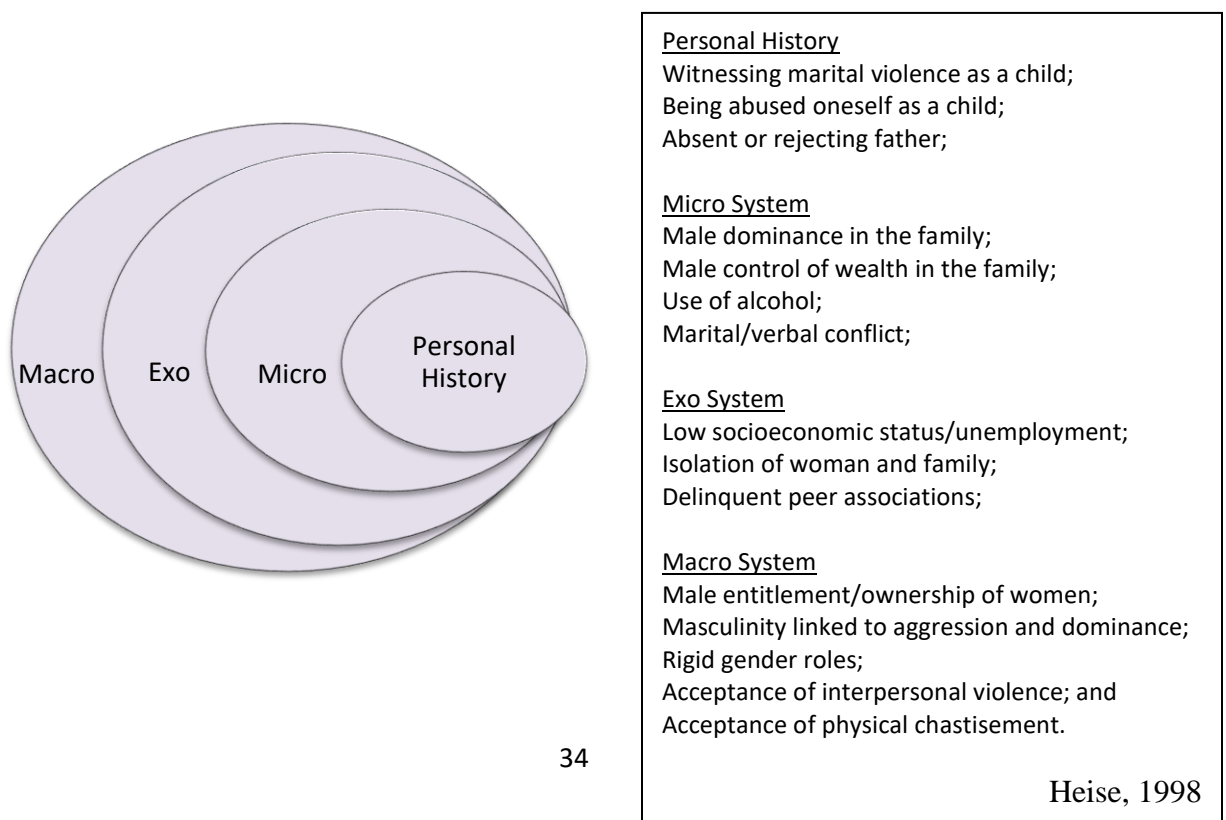 Macro
Exo
Micro
Personal
History
34
Personal History
Witnessing marital violence as a child;
Being abused oneself as a child;
Absent or rejecting father;
Micro System
Male dominance in the family;
Male control of wealth in the family;
Use of alcohol;
Marital/verbal conflict;
Exo System
Low socioeconomic status/unemployment;
Isolation of woman and family;
Delinquent peer associations;
Macro System
Male entitlement/ownership of women;
Masculinity linked to aggression and dominance;
Rigid gender roles;
Acceptance of interpersonal violence; and
Acceptance of physical chastisement.
Heise, 1998